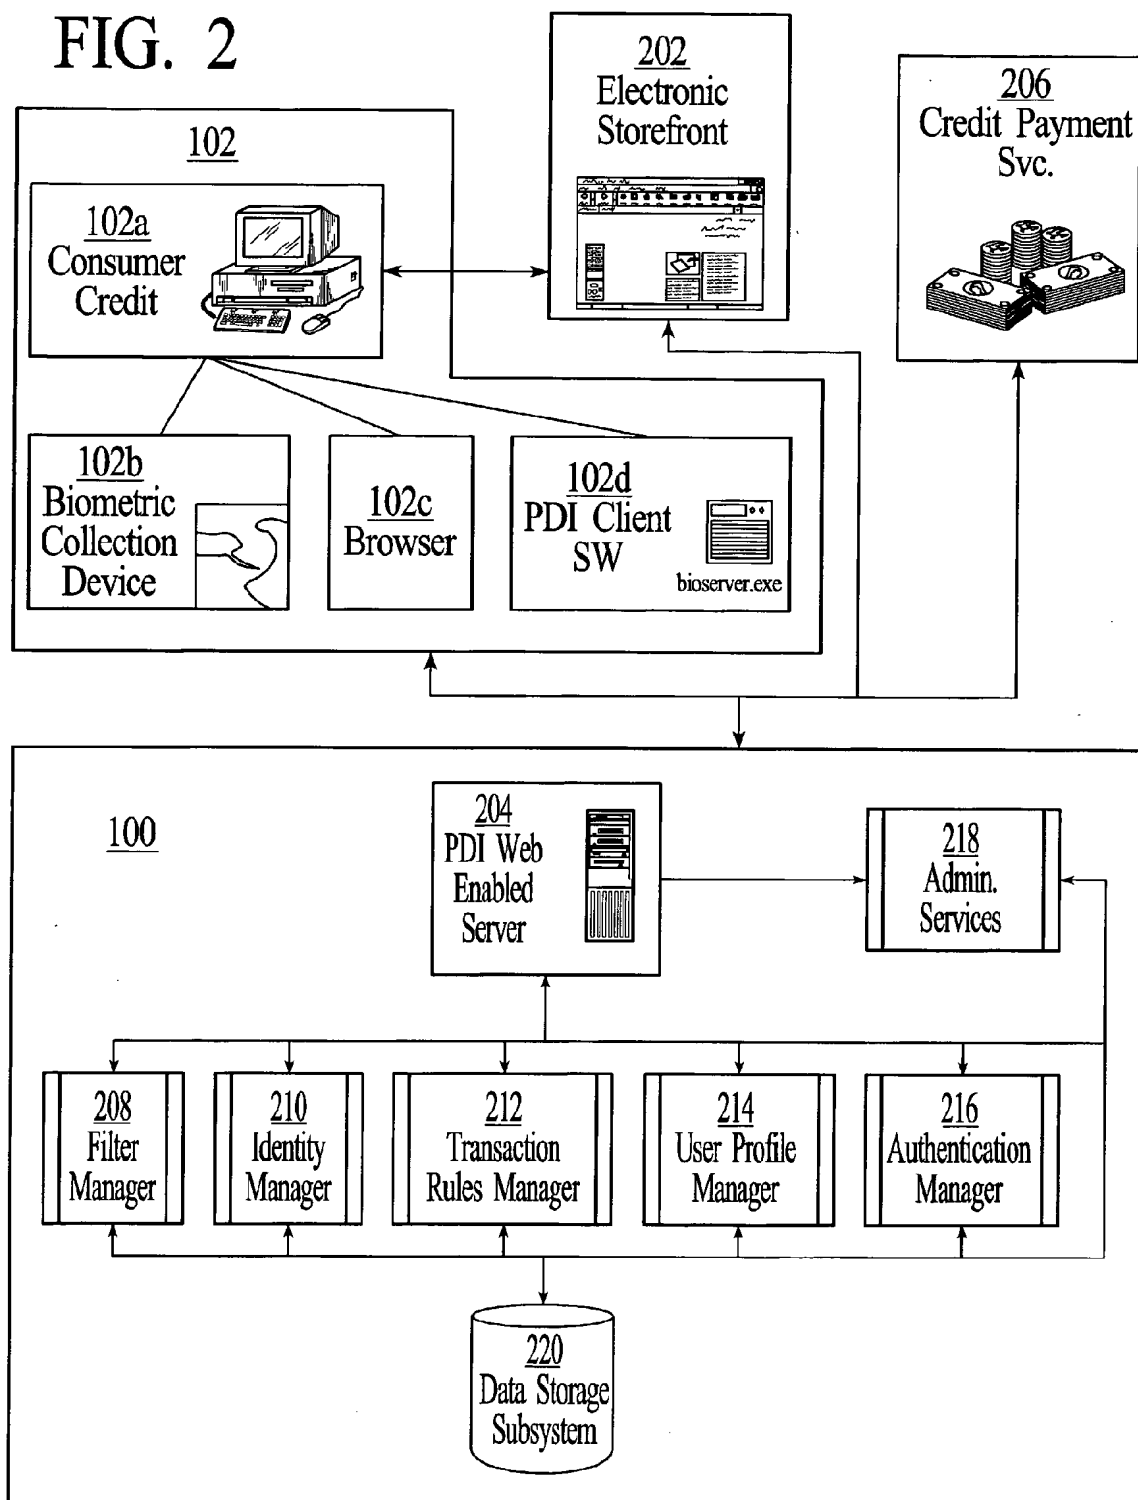 FIG. 2
202
Electronic
Storefront
206
Credit Payment
Svc.
102
102a
Consumer
Credit
102b
Biometric
Collection
Device
102c
Browser
102d
PDI Client
SW
bioserver.exe
100
204
PDI Web
Enabled
Server
218
Admin.
Services
208
Filter
Manager
210
Identity
Manager
212
Transaction
Rules Manager
214
User Profile
Manager
216
Authentication
Manager
220
Data Storage
Subsystem